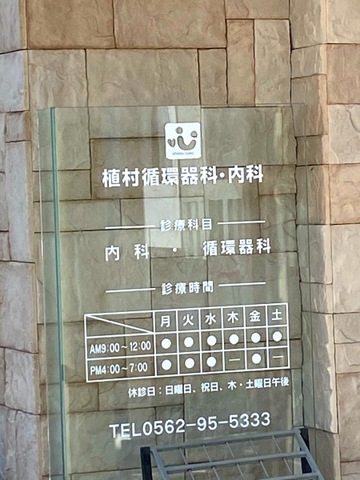 植村循環器科・内科
診療科目
内科・循環器科
診療時間
月 火 水 木 金 土
AM9:00～12:00 ● ● ● ● ● ●
PM4:00～7:00 ● ● ● － ● －
休診日：日曜日、祝日、木・土曜日午後
TEL0562-95-5333